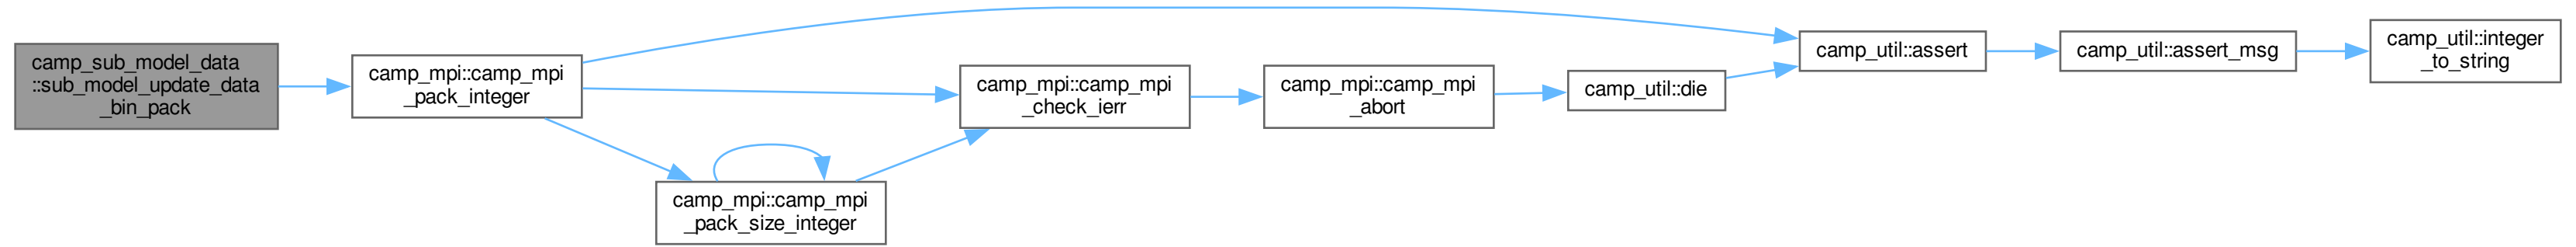 camp_sub_model_data
::sub_model_update_data
_bin_pack
camp_mpi::camp_mpi
_pack_integer
camp_mpi::camp_mpi
_pack_size_integer
camp_mpi::camp_mpi
_check_ierr
camp_mpi::camp_mpi
_abort
camp_util::die
camp_util::assert
camp_util::assert_msg
camp_util::integer
_to_string